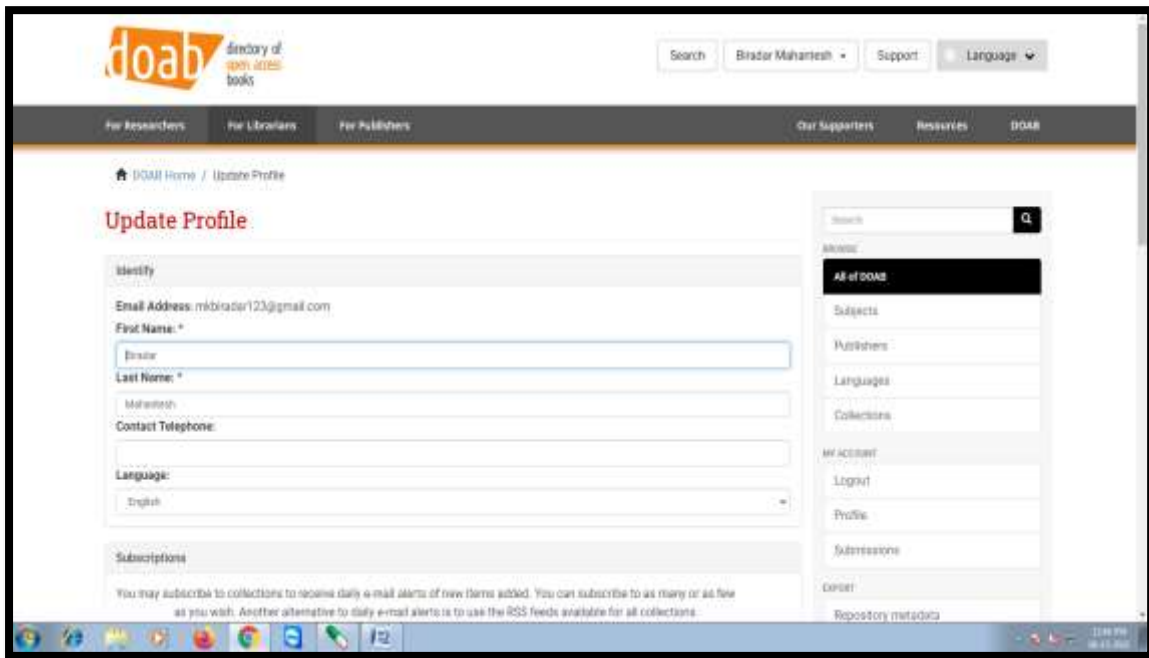 doab directory of
open access
books
Search Biradar Mahantesh Support Language
For Researchers For Librarians For Publishers Our Supporters Resources DOAB
DOAB Home / Update Profile
Update Profile
Identify
Email Address: mkbiradar123@gmail.com
First Name: *
Biradar
Last Name: *
Mahantesh
Contact Telephone:
Language:
English
Subscriptions
You may subscribe to collections to receive daily e-mail alerts of new items added. You can subscribe to as many or as few
as you wish. Another alternative to daily e-mail alerts is to use the RSS feeds available for all collections.
Search
BROWSE
All of DOAB
Subjects
Publishers
Languages
Collections
MY ACCOUNT
Logout
Profile
Submissions
EXPORT
Repository metadata